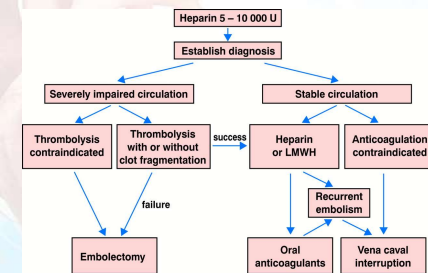 Heparin 5 – 10 000 U
Establish diagnosis
Severely impaired circulation
Stable circulation
Thrombolysis
contraindicated
Thrombolysis
with or without
clot fragmentation
success
Heparin
or LMWH
Anticoagulation
contraindicated
Recurrent
embolism
failure
Embolectomy
Oral
anticoagulants
Vena caval
interruption